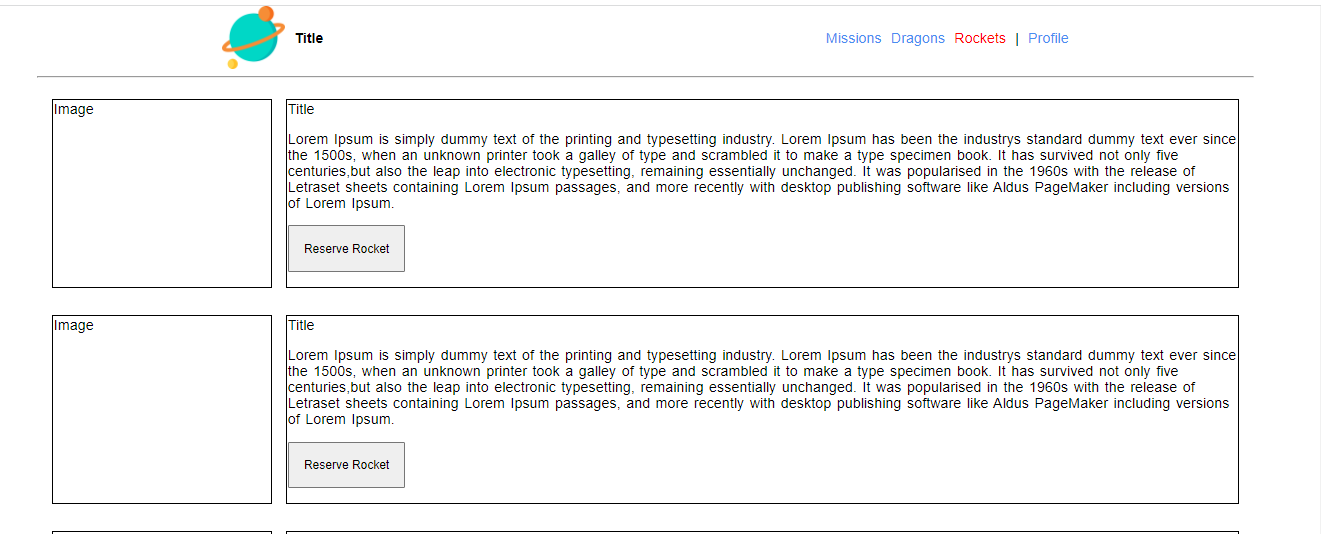 Title
Missions Dragons Rockets | Profile
Image
Title
Lorem Ipsum is simply dummy text of the printing and typesetting industry. Lorem Ipsum has been the industrys standard dummy text ever since
the 1500s, when an unknown printer took a galley of type and scrambled it to make a type specimen book. It has survived not only five
centuries,but also the leap into electronic typesetting, remaining essentially unchanged. It was popularised in the 1960s with the release of
Letraset sheets containing Lorem Ipsum passages, and more recently with desktop publishing software like Aldus PageMaker including versions
of Lorem Ipsum.
Reserve Rocket
Image
Title
Lorem Ipsum is simply dummy text of the printing and typesetting industry. Lorem Ipsum has been the industrys standard dummy text ever since
the 1500s, when an unknown printer took a galley of type and scrambled it to make a type specimen book. It has survived not only five
centuries,but also the leap into electronic typesetting, remaining essentially unchanged. It was popularised in the 1960s with the release of
Letraset sheets containing Lorem Ipsum passages, and more recently with desktop publishing software like Aldus PageMaker including versions
of Lorem Ipsum.
Reserve Rocket